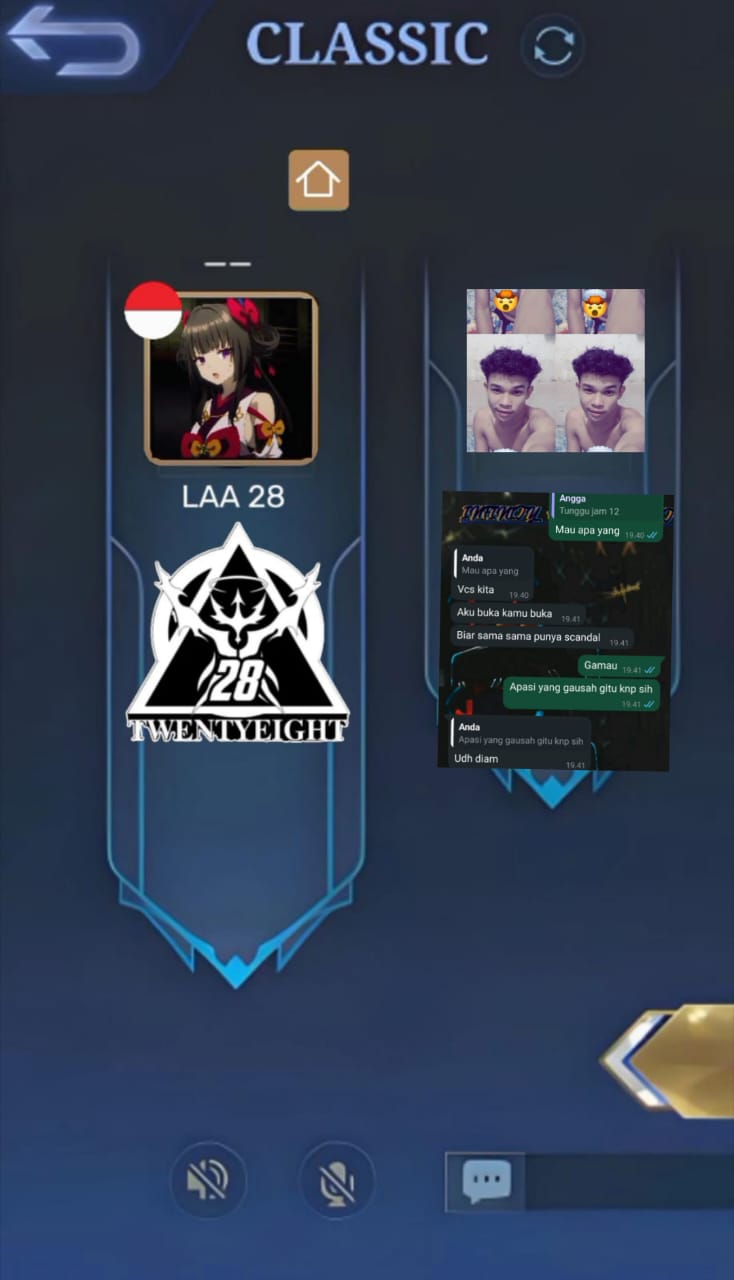 CLASSIC
LAA 28
28
TWENTYEIGHT
Angga
Tunggu jam 12
Mau apa yang 19.40
Anda
Mau apa yang
Vcs kita 19.40
Aku buka kamu buka 19.41
Biar sama sama punya scandal 19.41
Gamau 19.41
Apasi yang gausah gitu knp sih
19.41
Anda
Apasi yang gausah gitu knp sih
Udh diam 19.41